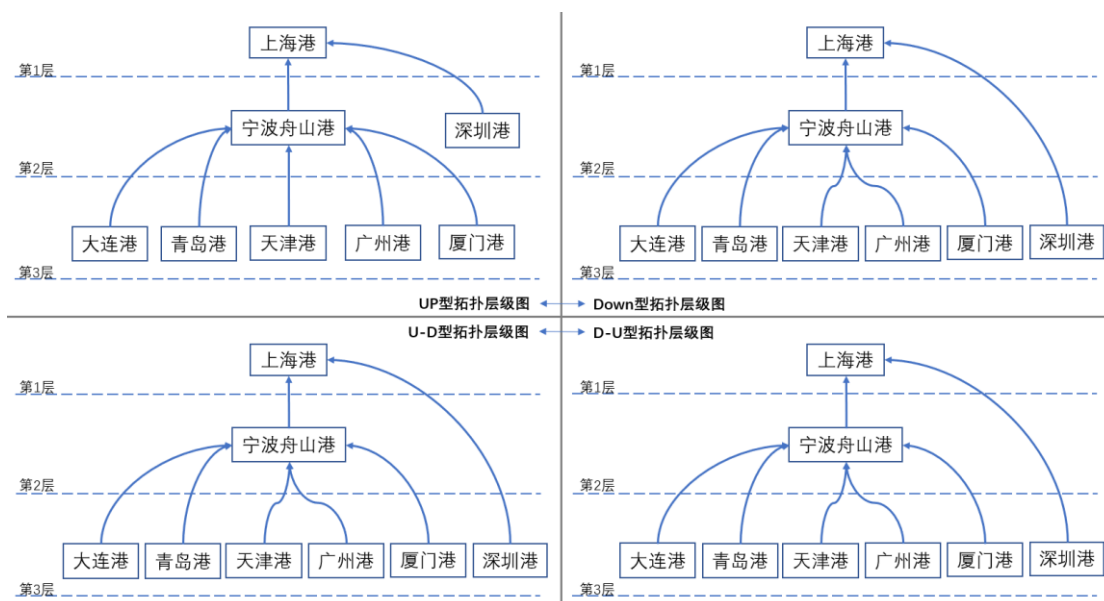 上海港
第1层
宁波舟山港
深圳港
第2层
大连港
青岛港
天津港
广州港
厦门港
第3层
UP型拓扑层级图
上海港
第1层
宁波舟山港
第2层
大连港
青岛港
天津港
广州港
厦门港
深圳港
第3层
Down型拓扑层级图
U-D型拓扑层级图
上海港
第1层
宁波舟山港
第2层
大连港
青岛港
天津港
广州港
厦门港
深圳港
第3层
D-U型拓扑层级图
上海港
第1层
宁波舟山港
第2层
大连港
青岛港
天津港
广州港
厦门港
深圳港
第3层